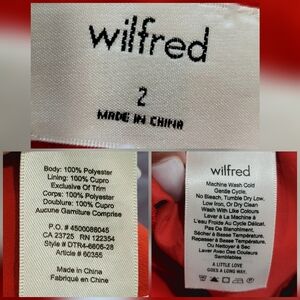 wilfred
2
MADE IN CHINA
Body: 100% Polyester
Lining: 100% Cupro
Exclusive Of Trim
Corps: 100% Polyester
Doublure: 100% Cupro
Aucune Garniture Comprise
P.O. # 4500086045
CA 23725 RN 122354
Style # DTR4-6605-28
Article # 60355
Made in China
Fabriqué en Chine
wilfred
Machine Wash Cold
Gentle Cycle,
No Bleach, Tumble Dry Low,
Low Iron, Or Dry Clean
Wash With Like Colours
Laver à La Machine à
L'eau Froide Au Cycle Délicat,
Pas De Blanchiment,
Sécher à Basse Température,
Repasser à Basse Température
Ou Nettoyer à Sec
Laver Avec Couleurs
Semblables
A LITTLE LOVE
GOES A LONG WAY.